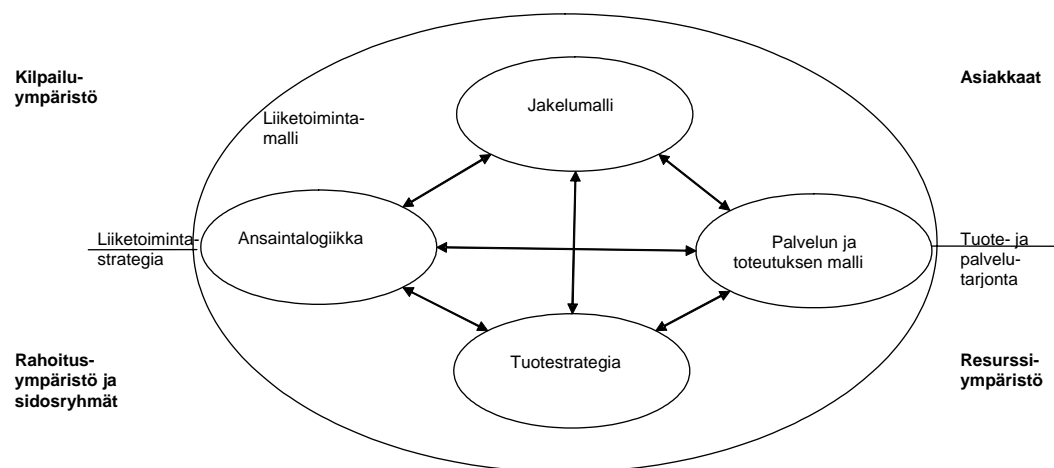 Kilpailu-
ympäristö
Asiakkaat
Jakelumalli
Liiketoiminta-
malli
Liiketoiminta-
strategia
Ansaintalogiikka
Palvelun ja
toteutuksen malli
Tuote- ja
palvelu-
tarjonta
Rahoitus-
ympäristö ja
sidosryhmät
Tuotestrategia
Resurssi-
ympäristö